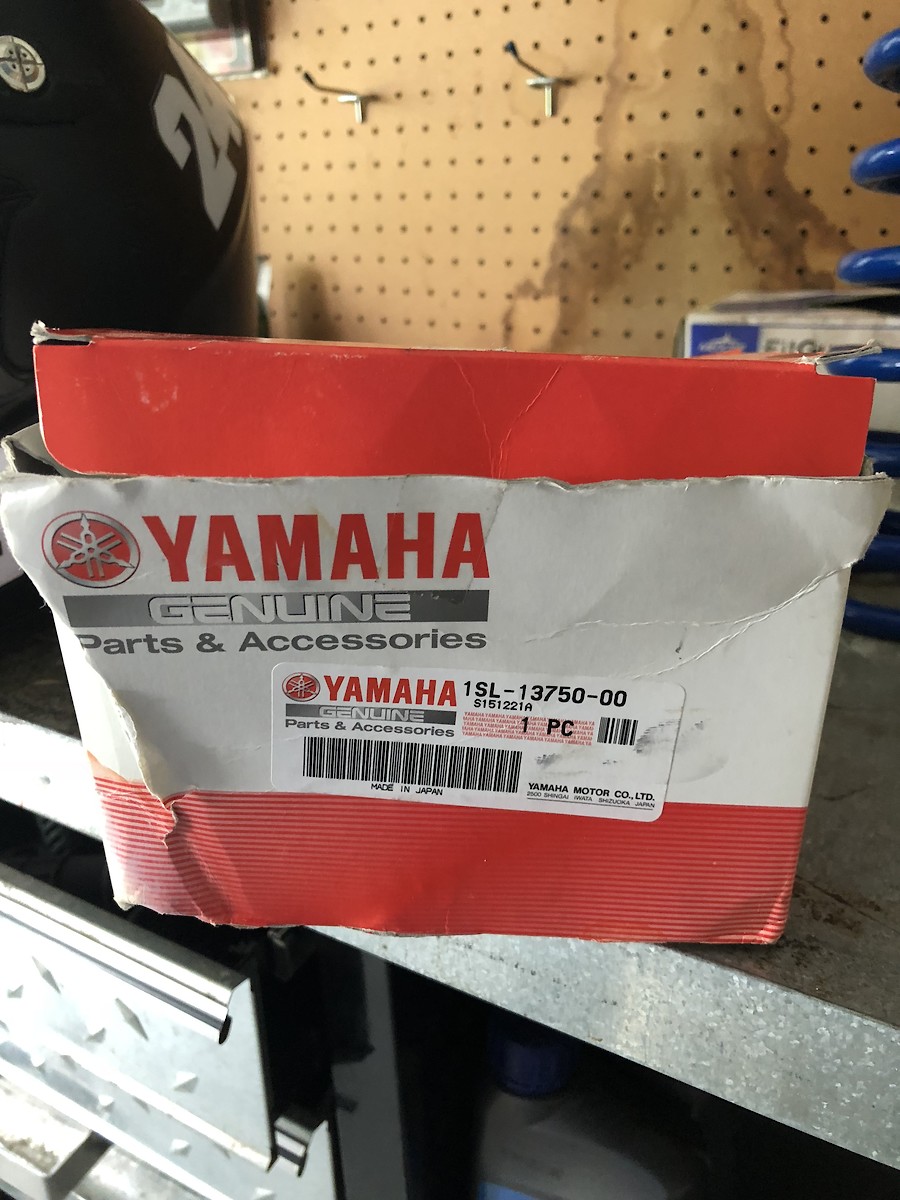 24
YAMAHA
GENUINE
Parts & Accessories
YAMAHA
GENUINE
Parts & Accessories
1SL-13750-00
S151221A
1 PC
MADE IN JAPAN
YAMAHA MOTOR CO., LTD.
2500 SHINGAI IWATA SHIZUOKA JAPAN